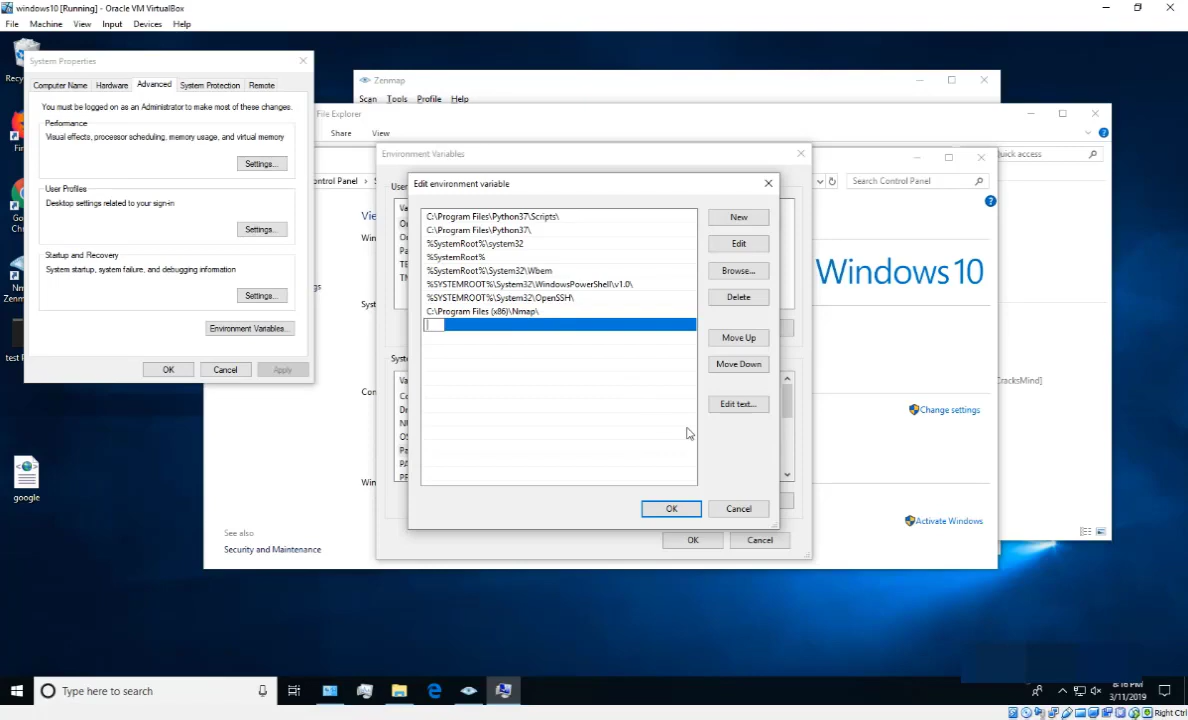 windows10 [Running] - Oracle VM VirtualBox
File Machine View Input Devices Help
System Properties
Computer Name Hardware Advanced System Protection Remote
You must be logged on as an Administrator to make most of these changes.
Performance
Visual effects, processor scheduling, memory usage, and virtual memory
Settings...
User Profiles
Desktop settings related to your sign-in
Settings...
Startup and Recovery
System startup, system failure, and debugging information
Settings...
Environment Variables...
OK Cancel Apply
Zenmap
Scan Tools Profile Help
File Explorer
Share View
Environment Variables
Edit environment variable
C:\Program Files\Python37\Scripts\
C:\Program Files\Python37\
%SystemRoot%\system32
%SystemRoot%
%SystemRoot%\System32\Wbem
%SYSTEMROOT%\System32\WindowsPowerShell\v1.0\
%SYSTEMROOT%\System32\OpenSSH\
C:\Program Files (x86)\Nmap\
New
Edit
Browse...
Delete
Move Up
Move Down
Edit text...
OK Cancel
OK Cancel
ontrol Panel >
Search Control Panel
uick access
Windows 10
CracksMind]
Change settings
Activate Windows
See also
Security and Maintenance
google
Type here to search
8:16 PM
3/11/2019
Right Ctrl